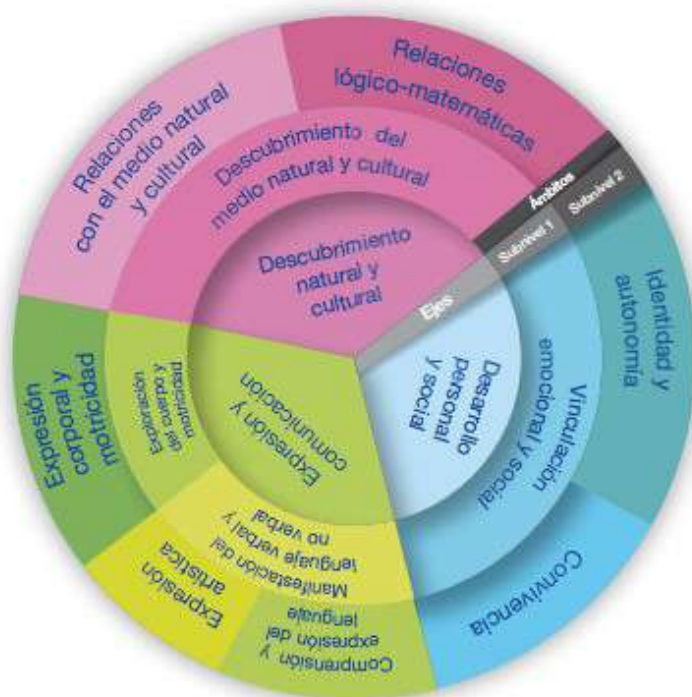 Relaciones
lógico-matemáticas
Relaciones
con el medio natural
y cultural
Descubrimiento del
medio natural y cultural
Descubrimiento
natural y
cultural
Ámbitos
Ejes
Subnivel 1
Subnivel 2
Identidad y
autonomía
Vinculación
emocional y social
Desarrollo
personal
y social
Convivencia
Expresión y
comunicación
Exploración
del cuerpo y
motricidad
Expresión
corporal y
motricidad
Manifestación del
lenguaje verbal y
no verbal
Expresión
artística
Comprensión y
expresión del
lenguaje